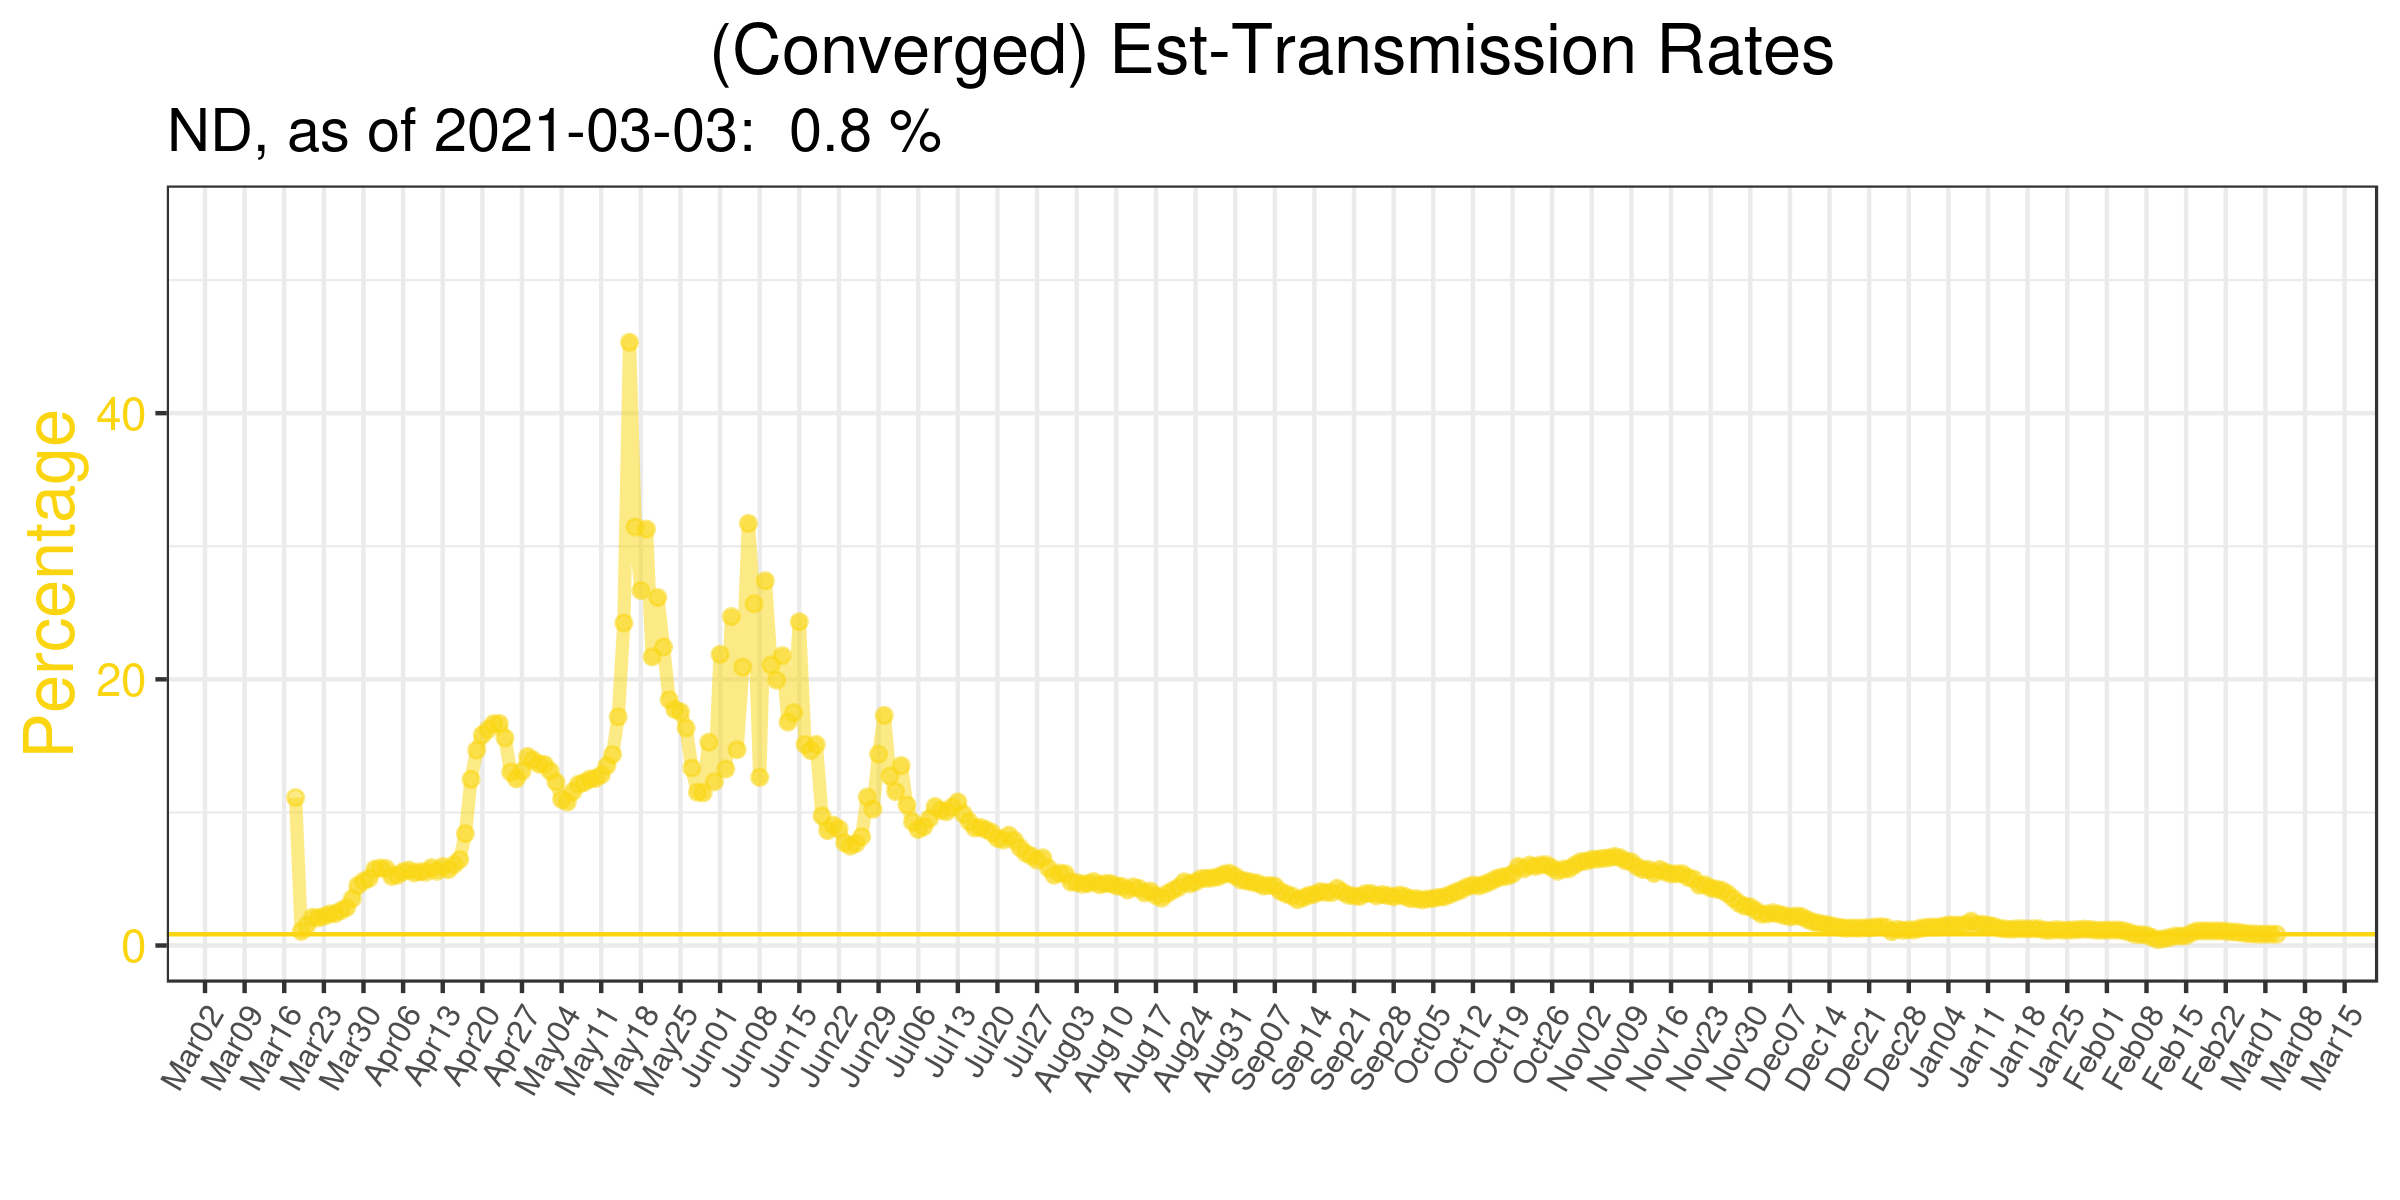 (Converged) Est-Transmission Rates
ND, as of 2021-03-03:  0.8 %
Percentage
40
20
0
Mar02
Mar09
Mar16
Mar23
Mar30
Apr06
Apr13
Apr20
Apr27
May04
May11
May18
May25
Jun01
Jun08
Jun15
Jun22
Jun29
Jul06
Jul13
Jul20
Jul27
Aug03
Aug10
Aug17
Aug24
Aug31
Sep07
Sep14
Sep21
Sep28
Oct05
Oct12
Oct19
Oct26
Nov02
Nov09
Nov16
Nov23
Nov30
Dec07
Dec14
Dec21
Dec28
Jan04
Jan11
Jan18
Jan25
Feb01
Feb08
Feb15
Feb22
Mar01
Mar08
Mar15